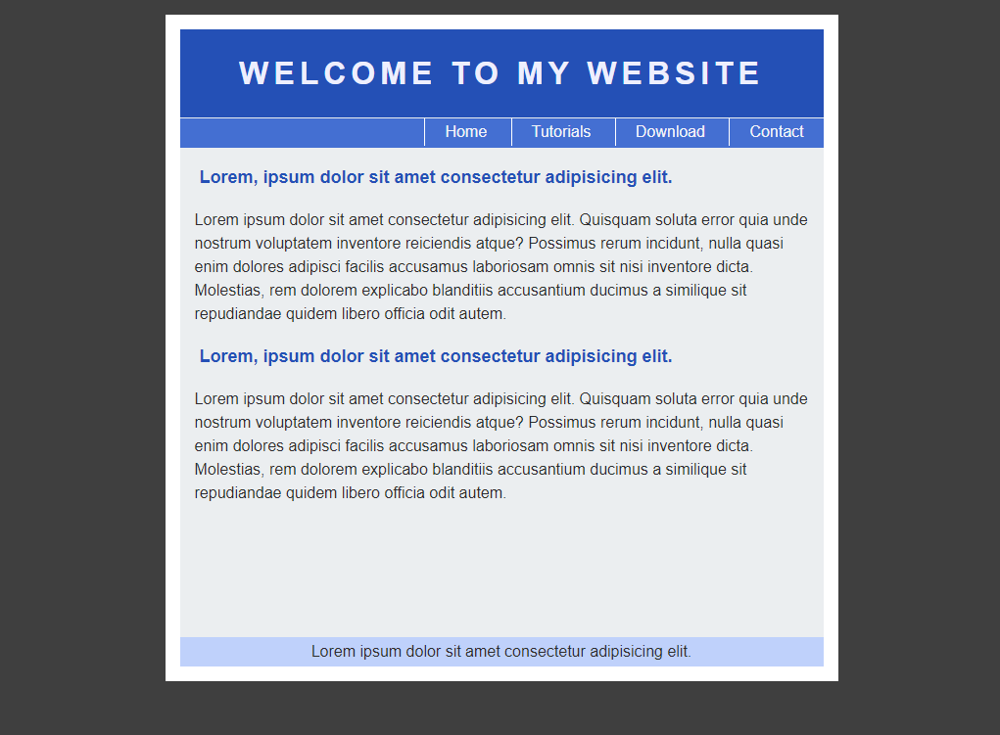 WELCOME TO MY WEBSITE
Home Tutorials Download Contact
Lorem, ipsum dolor sit amet consectetur adipisicing elit.
Lorem ipsum dolor sit amet consectetur adipisicing elit. Quisquam soluta error quia unde
nostrum voluptatem inventore reiciendis atque? Possimus rerum incidunt, nulla quasi
enim dolores adipisci facilis accusamus laboriosam omnis sit nisi inventore dicta.
Molestias, rem dolorem explicabo blanditiis accusantium ducimus a similique sit
repudiandae quidem libero officia odit autem.
Lorem, ipsum dolor sit amet consectetur adipisicing elit.
Lorem ipsum dolor sit amet consectetur adipisicing elit. Quisquam soluta error quia unde
nostrum voluptatem inventore reiciendis atque? Possimus rerum incidunt, nulla quasi
enim dolores adipisci facilis accusamus laboriosam omnis sit nisi inventore dicta.
Molestias, rem dolorem explicabo blanditiis accusantium ducimus a similique sit
repudiandae quidem libero officia odit autem.
Lorem ipsum dolor sit amet consectetur adipisicing elit.